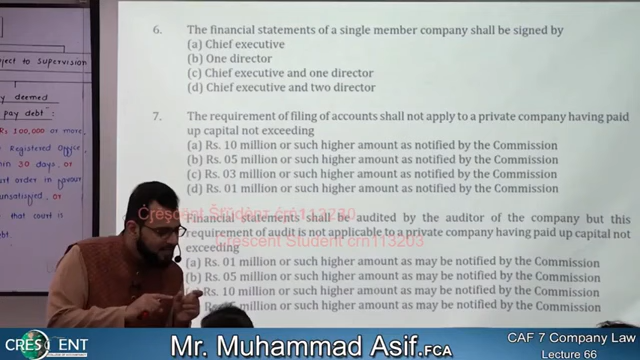 6. The financial statements of a single member company shall be signed by
(a) Chief executive
(b) One director
(c) Chief executive and one director
(d) Chief executive and two director
7. The requirement of filing of accounts shall not apply to a private company having paid
up capital not exceeding
(a) Rs. 10 million or such higher amount as notified by the Commission
(b) Rs. 05 million or such higher amount as notified by the Commission
(c) Rs. 03 million or such higher amount as notified by the Commission
(d) Rs. 01 million or such higher amount as notified by the Commission
Financial statements shall be audited by the auditor of the company but this
requirement of audit is not applicable to a private company having paid up capital not
exceeding
(a) Rs. 01 million or such higher amount as may be notified by the Commission
(b) Rs. 05 million or such higher amount as may be notified by the Commission
Rs. 10 million or such higher amount as may be notified by the Commission
million or such higher amount as may be notified by the Commission
ject to Supervision
y deemed
pay debt":
Rs 100,000 or more
Registered Office
30 days, or
order in favour
unsatisfied, or
that court is
debt.
Crescent Student crn113203
CRESCENT
Mr. Muhammad Asif.FCA
CAF 7 Company Law
Lecture 66